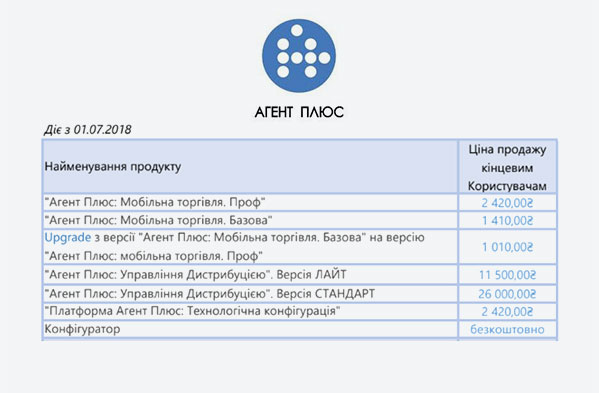 АГЕНТ ПЛЮС
Діє з 01.07.2018
Найменування продукту
Ціна продажу
кінцевим
Користувачам
"Агент Плюс: Мобільна торгівля. Проф"
2 420,00₴
"Агент Плюс: Мобільна торгівля. Базова"
1 410,00₴
Upgrade з версії "Агент Плюс: Мобільна торгівля. Базова" на версію
"Агент Плюс: мобільна торгівля. Проф"
1 010,00₴
"Агент Плюс: Управління Дистрибуцією". Версія ЛАЙТ
11 500,00₴
"Агент Плюс: Управління Дистрибуцією". Версія СТАНДАРТ
26 000,00₴
"Платформа Агент Плюс: Технологічна конфігурація"
2 420,00₴
Конфігуратор
безкоштовно